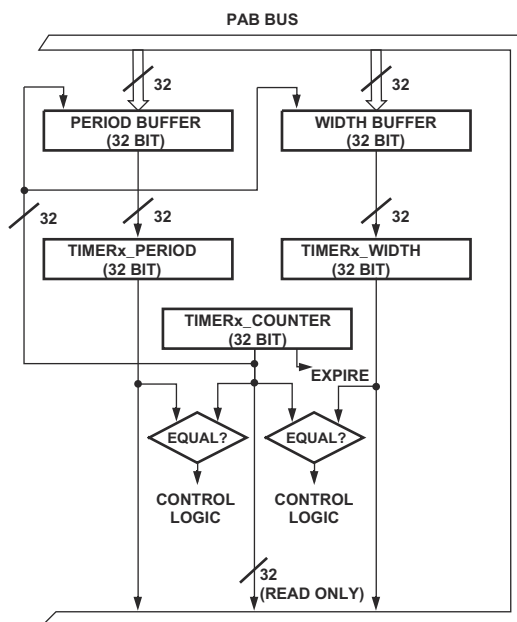 PAB BUS
32
32
PERIOD BUFFER
(32 BIT)
WIDTH BUFFER
(32 BIT)
32
32
32
TIMERx_PERIOD
(32 BIT)
TIMERx_WIDTH
(32 BIT)
TIMERx_COUNTER
(32 BIT)
EXPIRE
EQUAL?
EQUAL?
CONTROL
LOGIC
CONTROL
LOGIC
32
(READ ONLY)